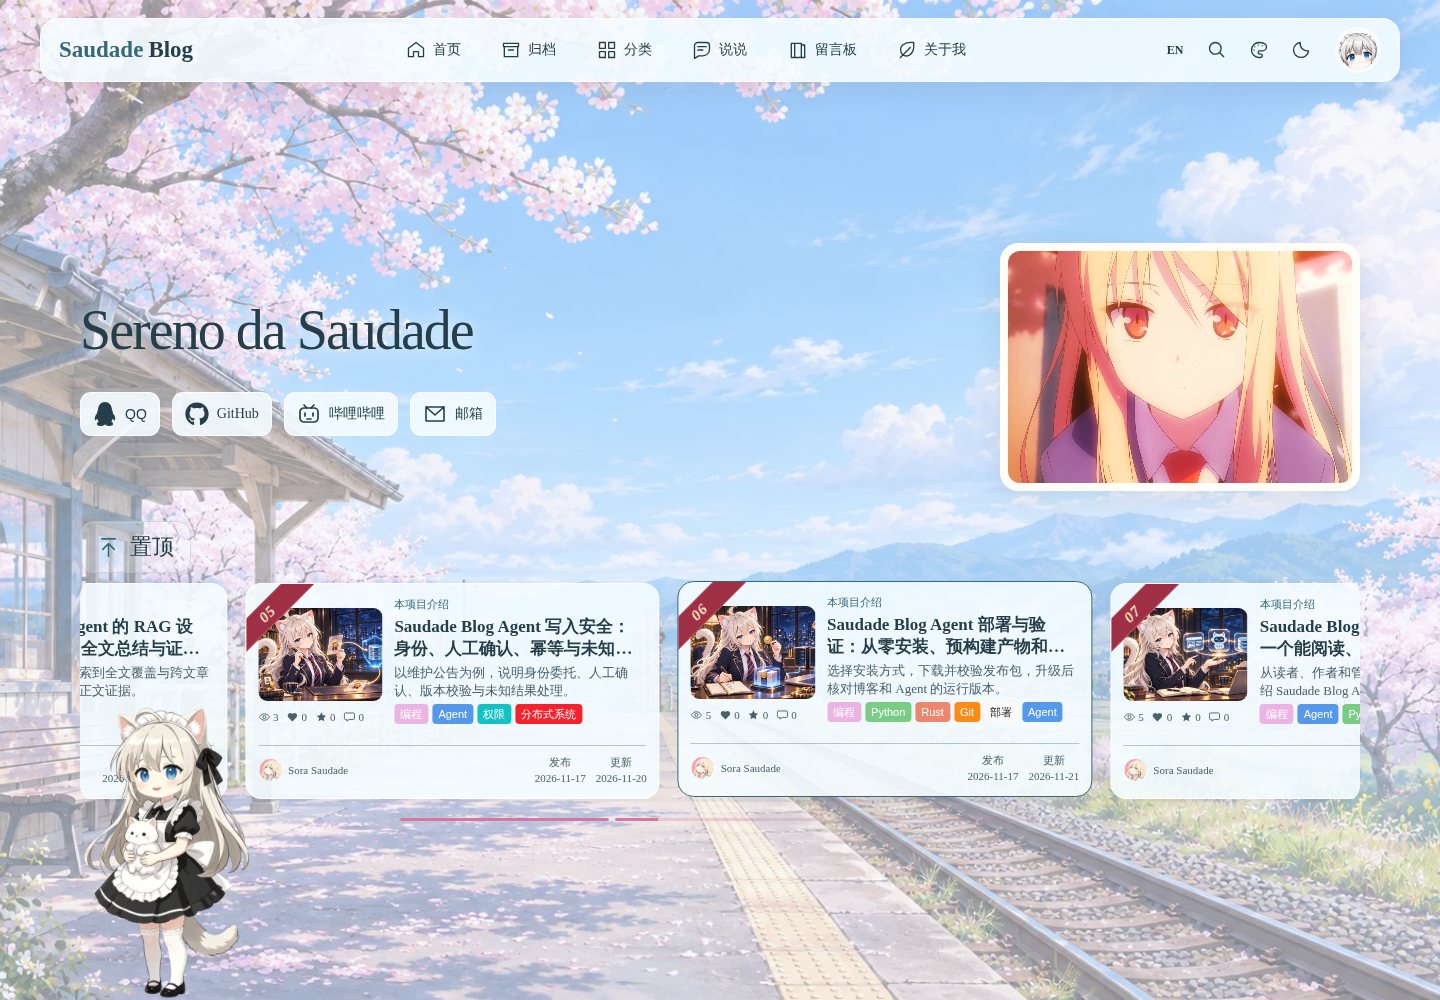 Saudade Blog
首页
归档
分类
说说
留言板
关于我
EN
Sereno da Saudade
QQ
GitHub
哔哩哔哩
邮箱
置顶
gent 的 RAG 设
全文总结与证…
索到全文覆盖与跨文章
正文证据。
2026
05
本项目介绍
Saudade Blog Agent 写入安全：
身份、人工确认、幂等与未知…
以维护公告为例，说明身份委托、人工确
认、版本校验与未知结果处理。
编程 Agent 权限 分布式系统
3 0 0 0
Sora Saudade
发布 更新
2026-11-17 2026-11-20
06
本项目介绍
Saudade Blog Agent 部署与验
证：从零安装、预构建产物和…
选择安装方式，下载并校验发布包，升级后
核对博客和 Agent 的运行版本。
编程 Python Rust Git 部署 Agent
5 0 0 0
Sora Saudade
发布 更新
2026-11-17 2026-11-21
07
本项目介绍
Saudade Blog
一个能阅读、
从读者、作者和管
绍 Saudade Blog A
编程 Agent Py
5 0 0 0
Sora Saudade